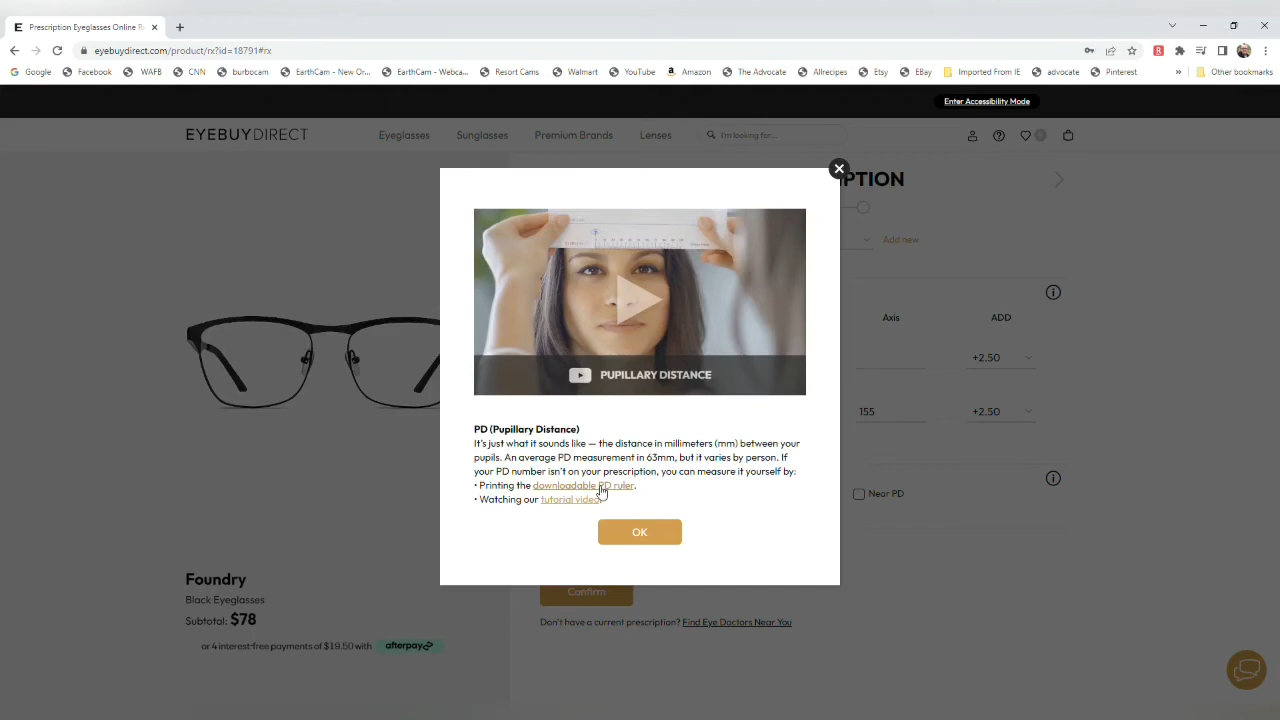 E Prescription Eyeglasses Online R
eyebuydirect.com/product/rx?id=18791#rx
Google Facebook WAFB CNN burbocam EarthCam - New Or... EarthCam - Webca... Resort Cams Walmart YouTube Amazon The Advocate Allrecipes Etsy EBay Imported From IE advocate Pinterest » Other bookmarks
Enter Accessibility Mode
EYEBUYDIRECT Eyeglasses Sunglasses Premium Brands Lenses I'm looking for... 0
IPTION
Add new
Axis ADD
+2.50
155 +2.50
Near PD
PUPILLARY DISTANCE
PD (Pupillary Distance)
It's just what it sounds like — the distance in millimeters (mm) between your
pupils. An average PD measurement in 63mm, but it varies by person. If
your PD number isn't on your prescription, you can measure it yourself by:
• Printing the downloadable PD ruler.
• Watching our tutorial video.
OK
Confirm
Don't have a current prescription? Find Eye Doctors Near You
Foundry
Black Eyeglasses
Subtotal: $78
or 4 interest-free payments of $19.50 with afterpay